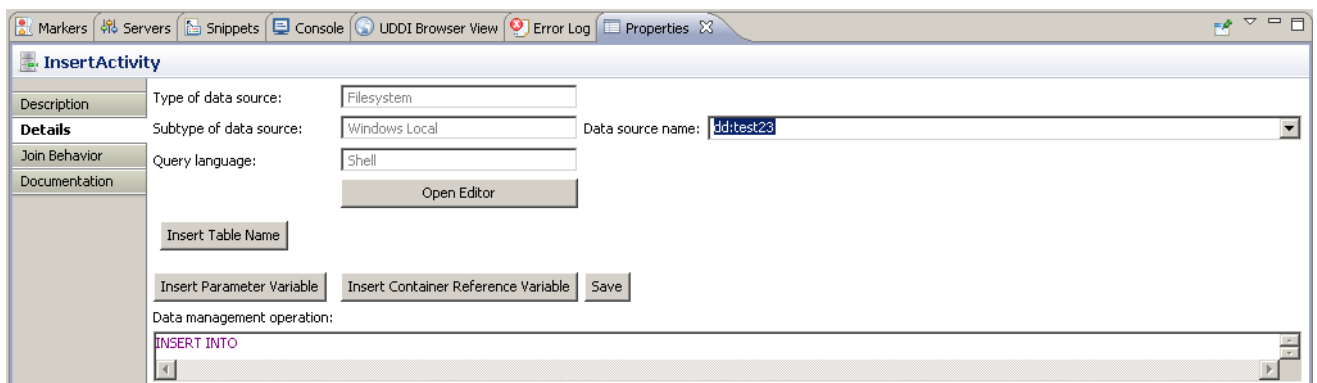 Markers Servers Snippets Console UDDI Browser View Error Log Properties
InsertActivity
Description
Details
Join Behavior
Documentation
Type of data source: Filesystem
Subtype of data source: Windows Local Data source name: dd:test23
Query language: Shell
Open Editor
Insert Table Name
Insert Parameter Variable Insert Container Reference Variable Save
Data management operation:
INSERT INTO